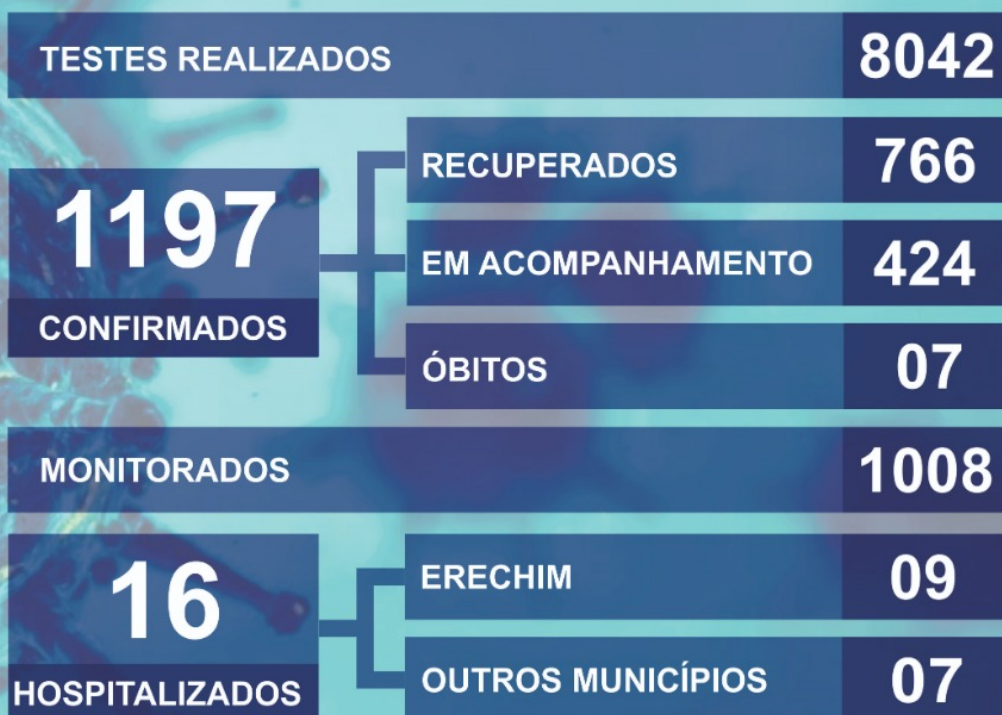 TESTES REALIZADOS 8042
1197
CONFIRMADOS
RECUPERADOS 766
EM ACOMPANHAMENTO 424
ÓBITOS 07
MONITORADOS 1008
16
HOSPITALIZADOS
ERECHIM 09
OUTROS MUNICÍPIOS 07